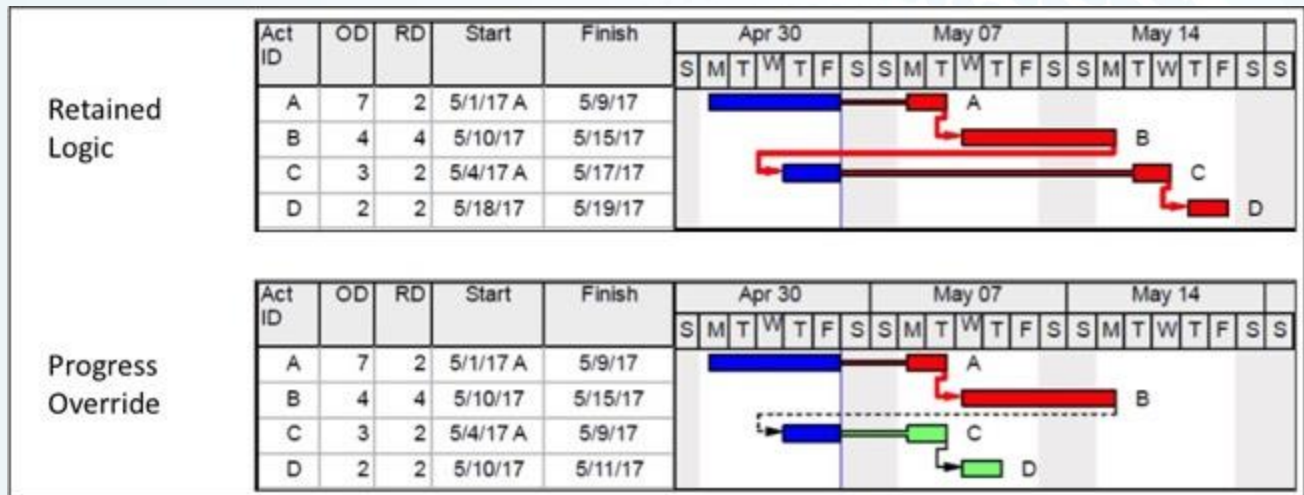 Retained
Logic
Act ID OD RD Start Finish Apr 30 May 07 May 14
S M T W T F S S M T W T F S S M T W T F S S
A 7 2 5/1/17 A 5/9/17 A
B 4 4 5/10/17 5/15/17 B
C 3 2 5/4/17 A 5/17/17 C
D 2 2 5/18/17 5/19/17 D
Progress
Override
Act ID OD RD Start Finish Apr 30 May 07 May 14
S M T W T F S S M T W T F S S M T W T F S S
A 7 2 5/1/17 A 5/9/17 A
B 4 4 5/10/17 5/15/17 B
C 3 2 5/4/17 A 5/9/17 C
D 2 2 5/10/17 5/11/17 D